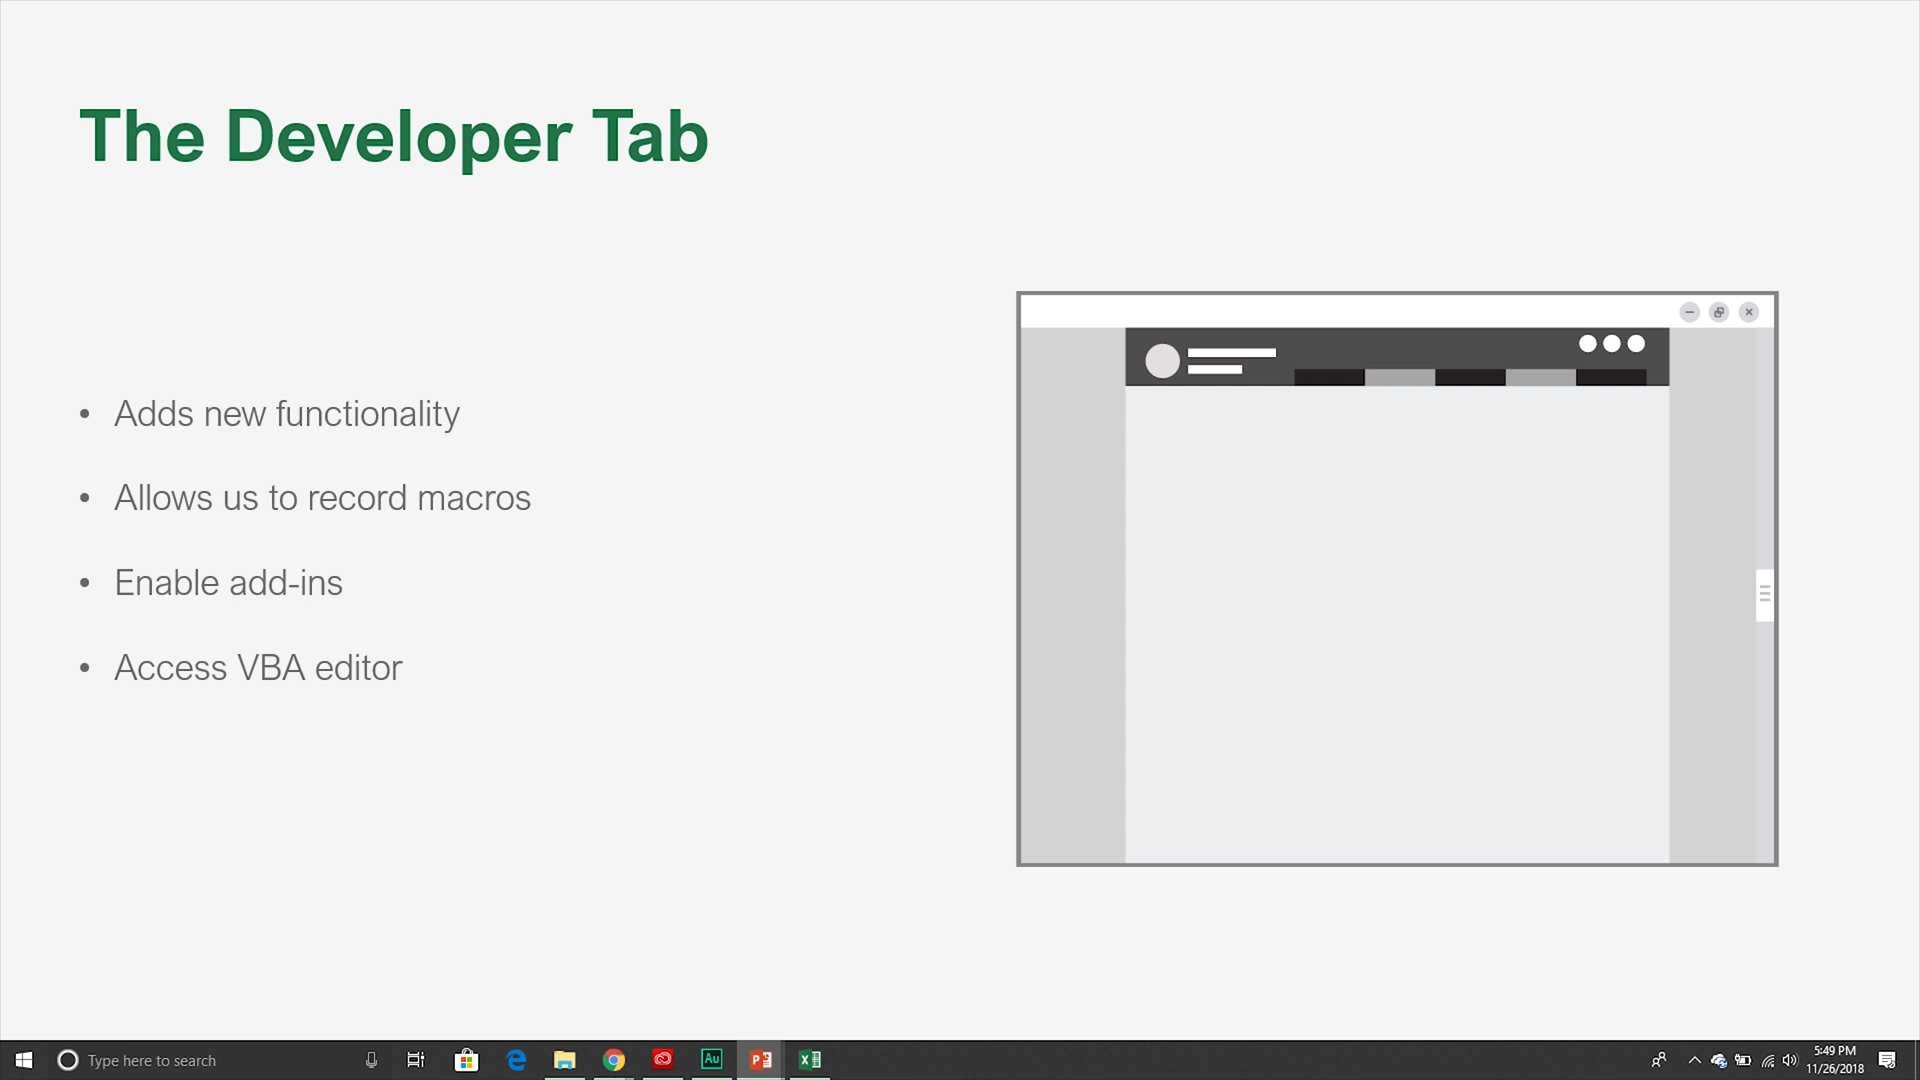 The Developer Tab
• Adds new functionality
• Allows us to record macros
• Enable add-ins
• Access VBA editor
Type here to search
Au
5:49 PM
11/26/2018